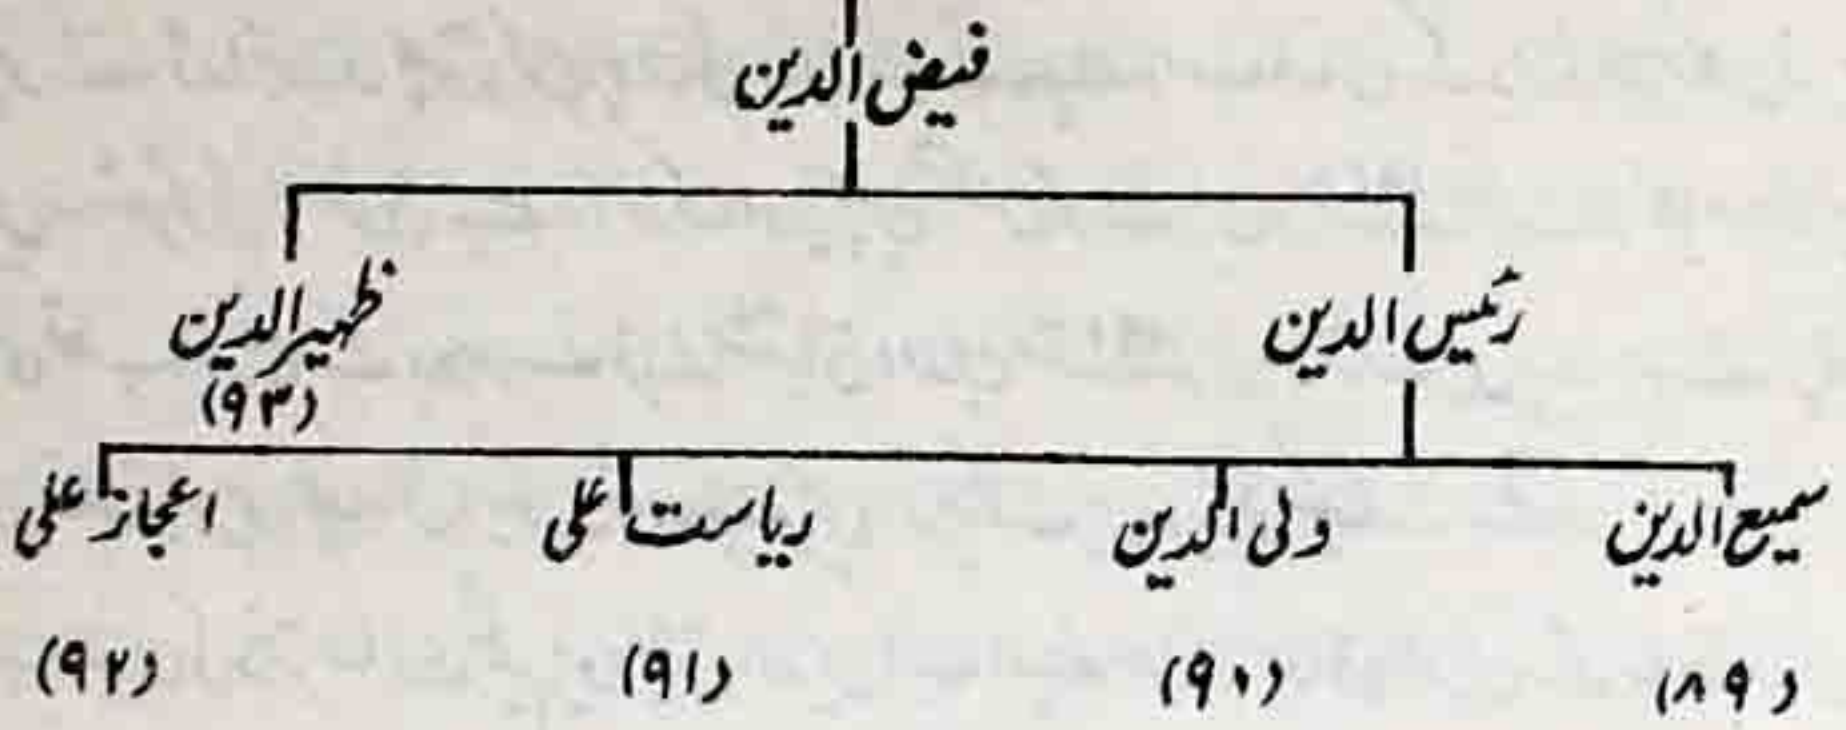 فیض الدین
رئیس الدین ظہیر الدین
(۹۳)
سمیع الدین ولی الدین ریاست علی اعجاز علی
(۸۹) (۹۰) (۹۱) (۹۲)